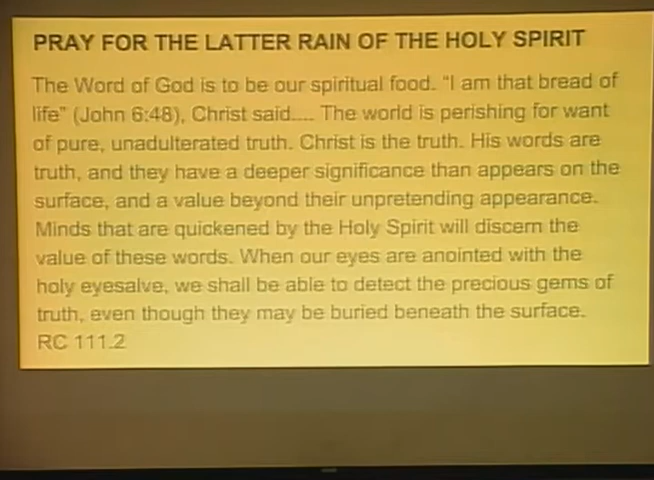 PRAY FOR THE LATTER RAIN OF THE HOLY SPIRIT
The Word of God is to be our spiritual food. "I am that bread of
life" (John 6:48), Christ said.... The world is perishing for want
of pure, unadulterated truth. Christ is the truth. His words are
truth, and they have a deeper significance than appears on the
surface, and a value beyond their unpretending appearance.
Minds that are quickened by the Holy Spirit will discern the
value of these words. When our eyes are anointed with the
holy eyesalve, we shall be able to detect the precious gems of
truth, even though they may be buried beneath the surface.
RC 111.2